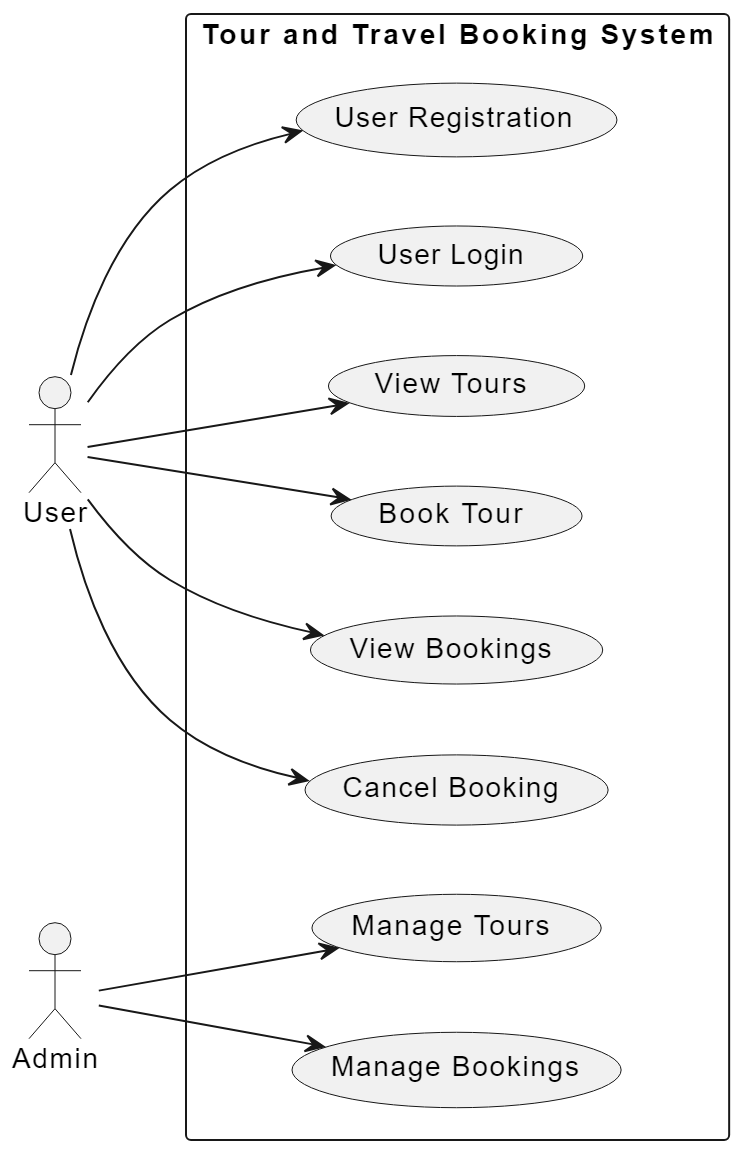 Tour and Travel Booking System
User Registration
User Login
View Tours
Book Tour
User
View Bookings
Cancel Booking
Manage Tours
Admin
Manage Bookings